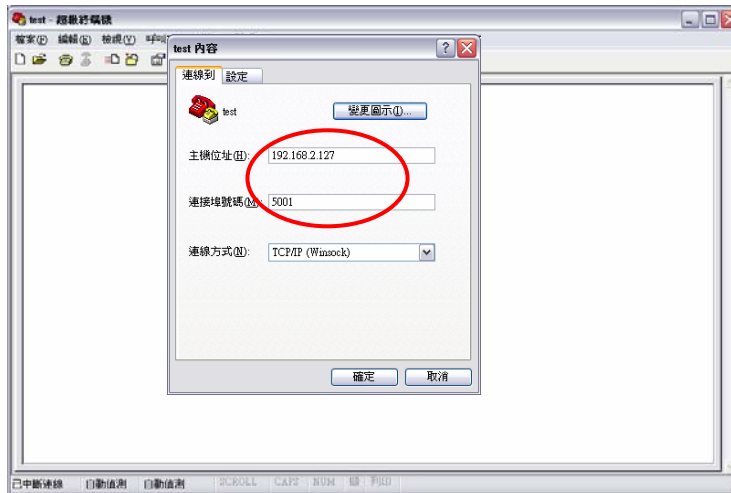 test - 超級終端機
檔案(F) 編輯(E) 檢視(V)
test 內容
連線到 設定
test
變更圖示(I)...
主機位址(H): 192.168.2.127
連接埠號碼(M): 5001
連線方式(N): TCP/IP (Winsock)
確定 取消
已中斷連線 自動偵測 自動偵測 SCROLL CAPS NUM